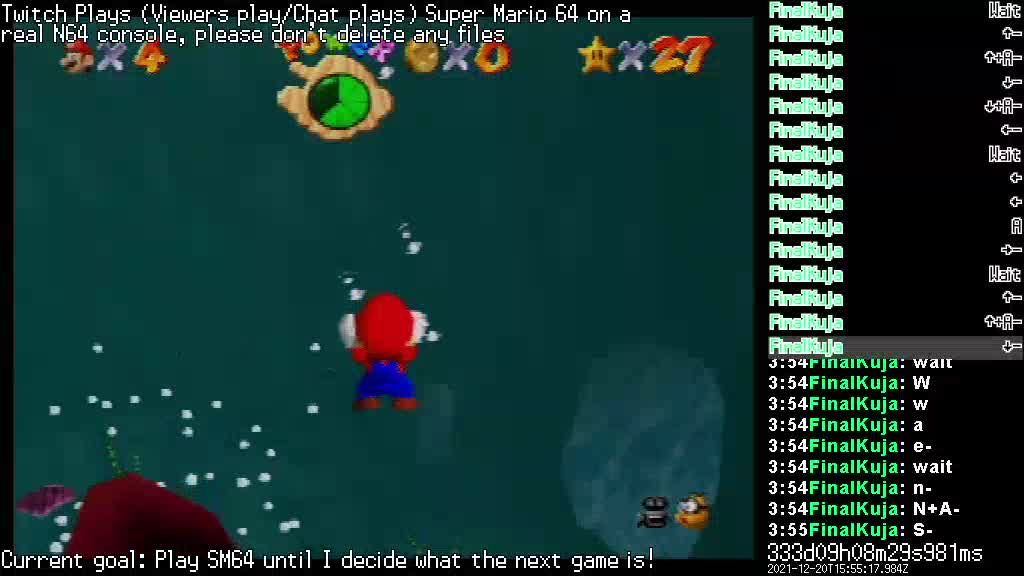 Twitch Plays (Viewers play/Chat plays) Super Mario 64 on a
real N64 console, please don't delete any files
x 4
x 0
x 27
FinalKuja Wait
FinalKuja ↑-
FinalKuja ↑+A-
FinalKuja ↓-
FinalKuja ↓+A-
FinalKuja ←-
FinalKuja Wait
FinalKuja ←
FinalKuja ←
FinalKuja A
FinalKuja →-
FinalKuja Wait
FinalKuja ↑-
FinalKuja ↑+A-
FinalKuja ↓-
3:54FinalKuja: wait
3:54FinalKuja: W
3:54FinalKuja: w
3:54FinalKuja: a
3:54FinalKuja: e-
3:54FinalKuja: wait
3:54FinalKuja: n-
3:54FinalKuja: N+A-
3:55FinalKuja: S-
Current goal: Play SM64 until I decide what the next game is!
333d09h08m29s981ms
2021-12-20T15:55:17.984Z